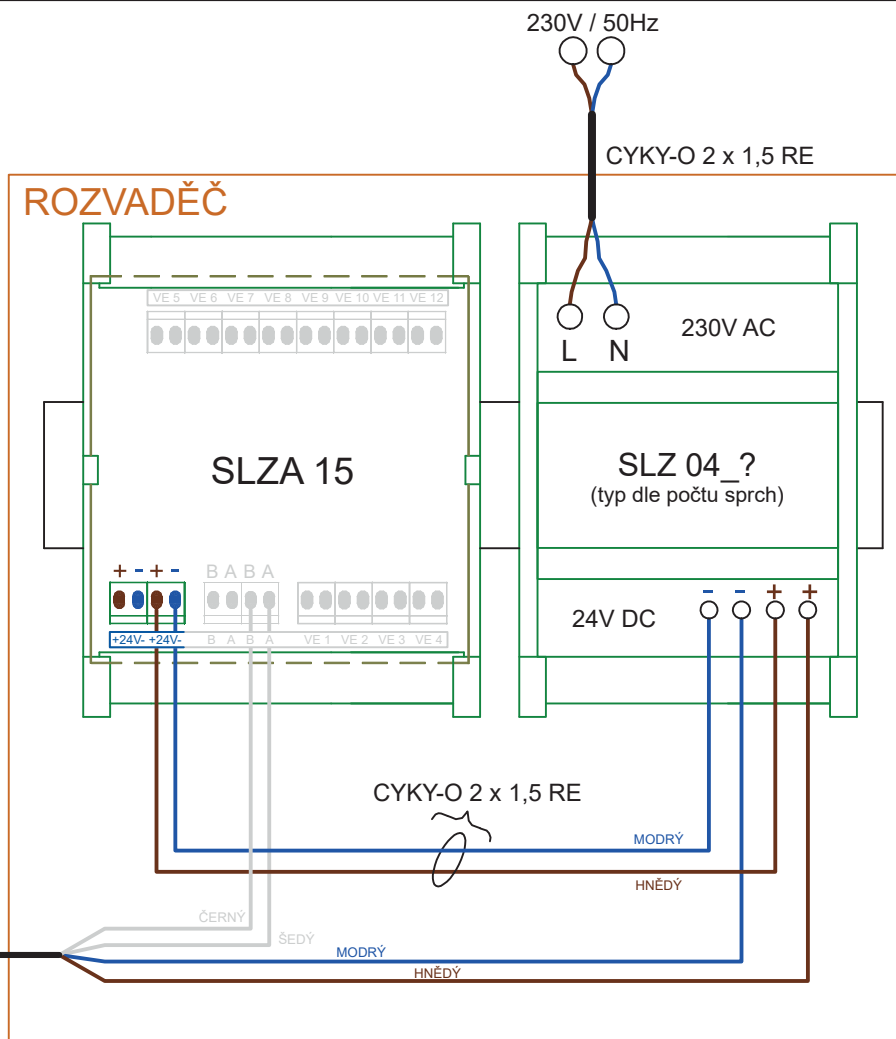 230V / 50Hz
CYKY-O 2 x 1,5 RE
ROZVADĚČ
VE 5 VE 6 VE 7 VE 8 VE 9 VE 10 VE 11 VE 12
L N
230V AC
SLZA 15
SLZ 04_?
(typ dle počtu sprch)
+ - + -
B A B A
+24V- +24V-
B A B A
VE 1 VE 2 VE 3 VE 4
24V DC
- - + +
CYKY-O 2 x 1,5 RE
MODRÝ
HNĚDÝ
ČERNÝ
ŠEDÝ
MODRÝ
HNĚDÝ